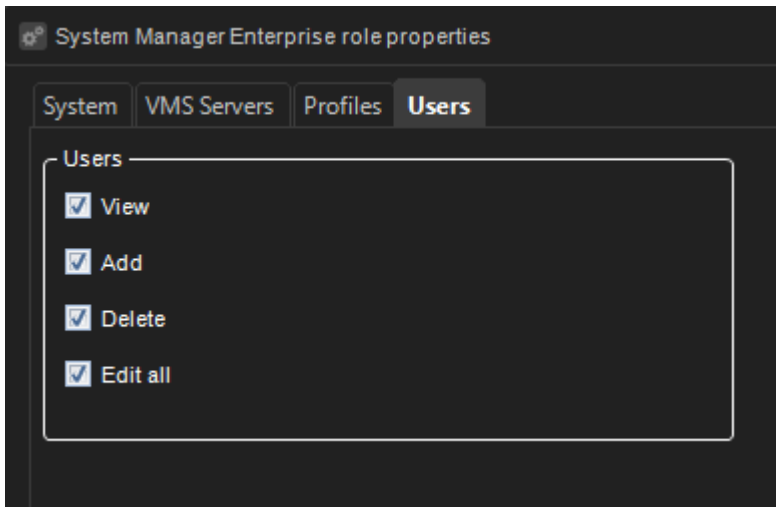 System Manager Enterprise role properties
System VMS Servers Profiles Users
Users
View
Add
Delete
Edit all